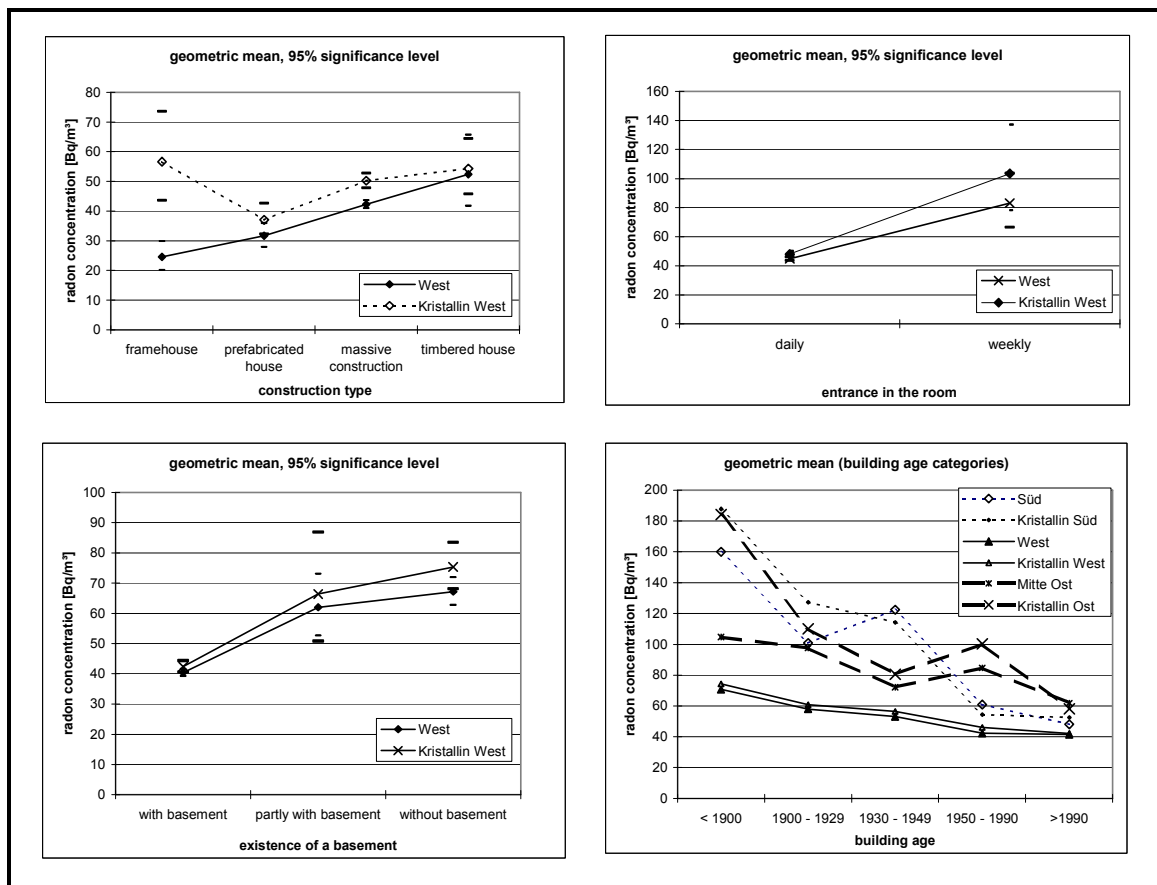 geometric mean, 95% significance level
80
70
60
50
40
30
20
10
0
radon concentration [Bq/m³]
West
Kristallin West
framehouse
prefabricated
house
massive
construction
timbered house
construction type
geometric mean, 95% significance level
160
140
120
100
80
60
40
20
0
radon concentration [Bq/m³]
West
Kristallin West
daily
weekly
entrance in the room
geometric mean, 95% significance level
100
90
80
70
60
50
40
30
20
10
0
radon concentration [Bq/m³]
West
Kristallin West
with basement
partly with basement
without basement
existence of a basement
geometric mean (building age categories)
200
180
160
140
120
100
80
60
40
20
0
radon concentration [Bq/m³]
Süd
Kristallin Süd
West
Kristallin West
Mitte Ost
Kristallin Ost
< 1900
1900 - 1929
1930 - 1949
1950 - 1990
>1990
building age